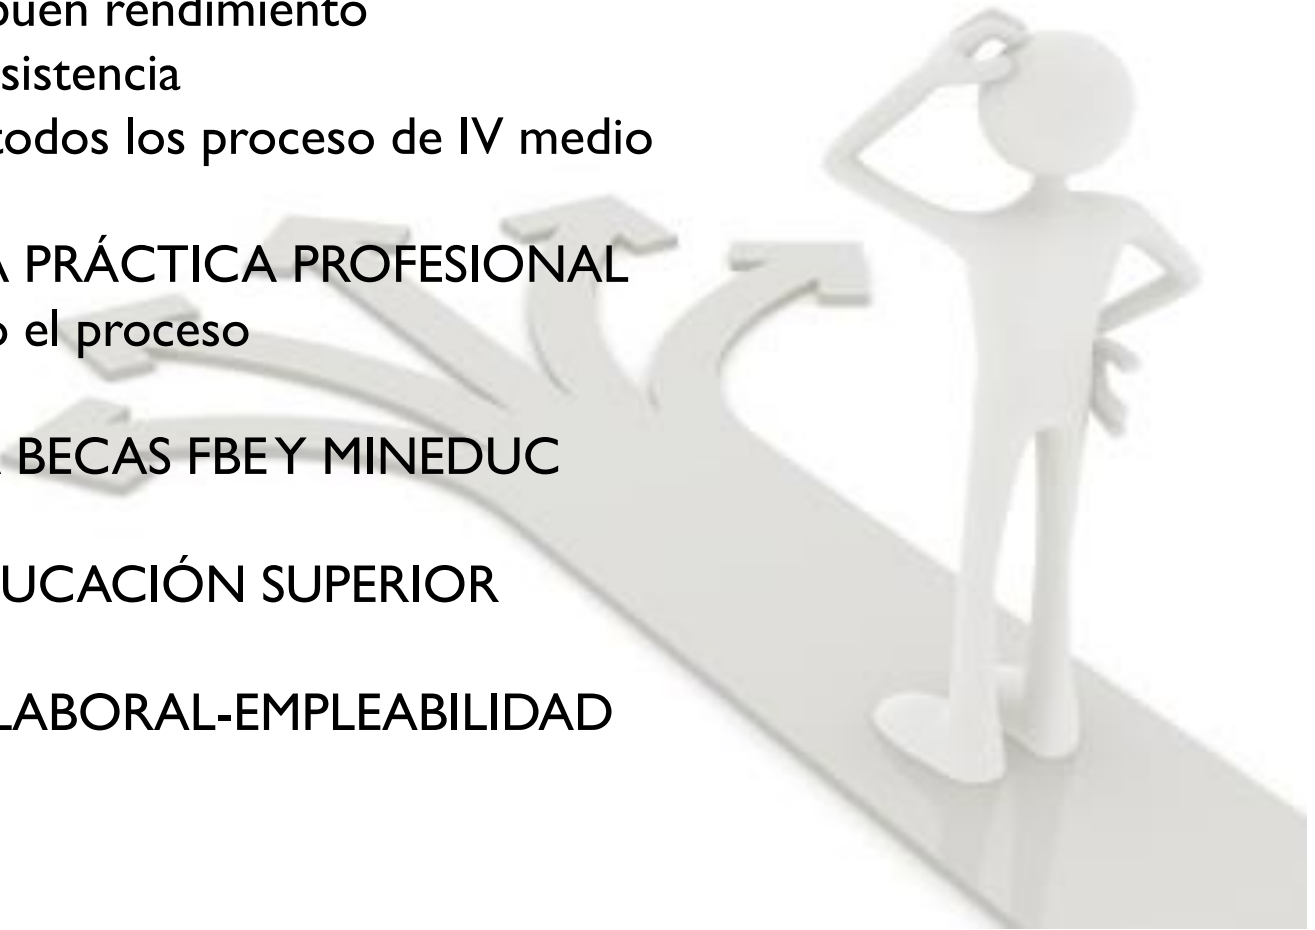 buen rendimiento
sistencia
todos los proceso de IV medio
A PRÁCTICA PROFESIONAL
o el proceso
BECAS FBE Y MINEDUC
UCACIÓN SUPERIOR
LABORAL-EMPLEABILIDAD